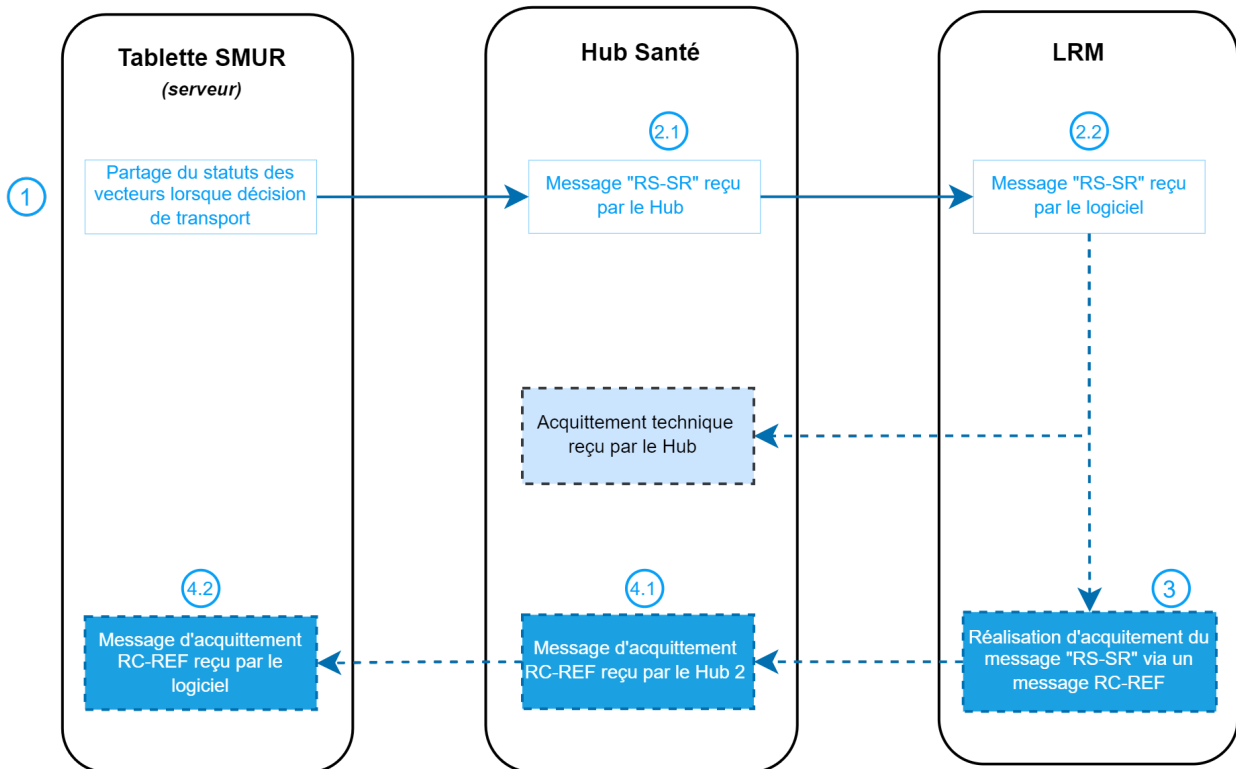 Tablette SMUR
(serveur)
Hub Santé
LRM
2.1
2.2
1
Partage du statuts des
vecteurs lorsque décision
de transport
Message "RS-SR" reçu
par le Hub
Message "RS-SR" reçu
par le logiciel
Acquittement technique
reçu par le Hub
4.2
4.1
3
Message d'acquittement
RC-REF reçu par le
logiciel
Message d'acquittement
RC-REF reçu par le Hub 2
Réalisation d'acquitement du
message "RS-SR" via un
message RC-REF